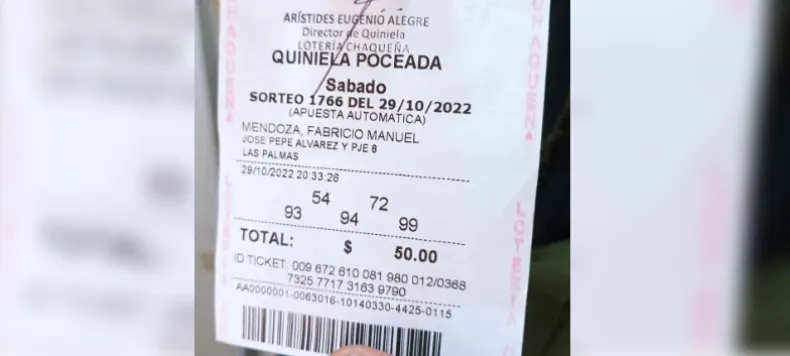 ARÍSTIDES EUGENIO ALEGRE
Director de Quiniela
LOTERÍA CHAQUEÑA
QUINIELA POCEADA
Sabado
SORTEO 1766 DEL 29/10/2022
(APUESTA AUTOMATICA)
MENDOZA, FABRICIO MANUEL
JOSE PEPE ALVAREZ Y PJE 8
LAS PALMAS
29/10/2022 20:33:26
54 72
93 94 99
TOTAL: $ 50.00
ID TICKET: 009 672 610 081 980 012/0368
7325 7717 3163 9790
AA0000001-0063016-10140330-4425-0115
CHAQUEÑA
LOTERÍA